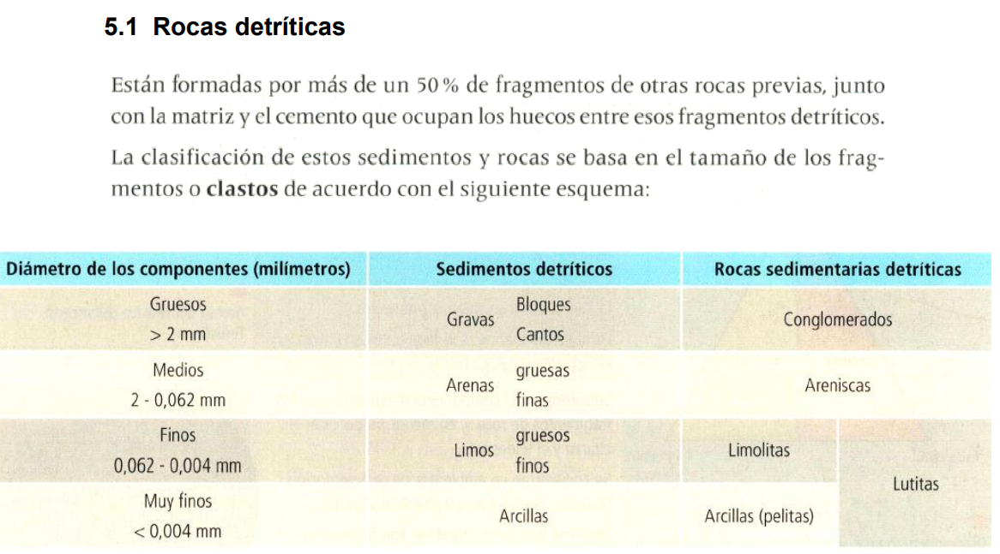 5.1 Rocas detríticas
Están formadas por más de un 50 % de fragmentos de otras rocas previas, junto
con la matriz y el cemento que ocupan los huecos entre esos fragmentos detríticos.
La clasificación de estos sedimentos y rocas se basa en el tamaño de los frag-
mentos o clastos de acuerdo con el siguiente esquema:
Diámetro de los componentes (milímetros) Sedimentos detríticos Rocas sedimentarias detríticas
Gruesos
> 2 mm
Gravas
Bloques
Cantos
Conglomerados
Medios
2 - 0,062 mm
Arenas
gruesas
finas
Areniscas
Finos
0,062 - 0,004 mm
Limos
gruesos
finos
Limolitas
Lutitas
Muy finos
< 0,004 mm
Arcillas
Arcillas (pelitas)